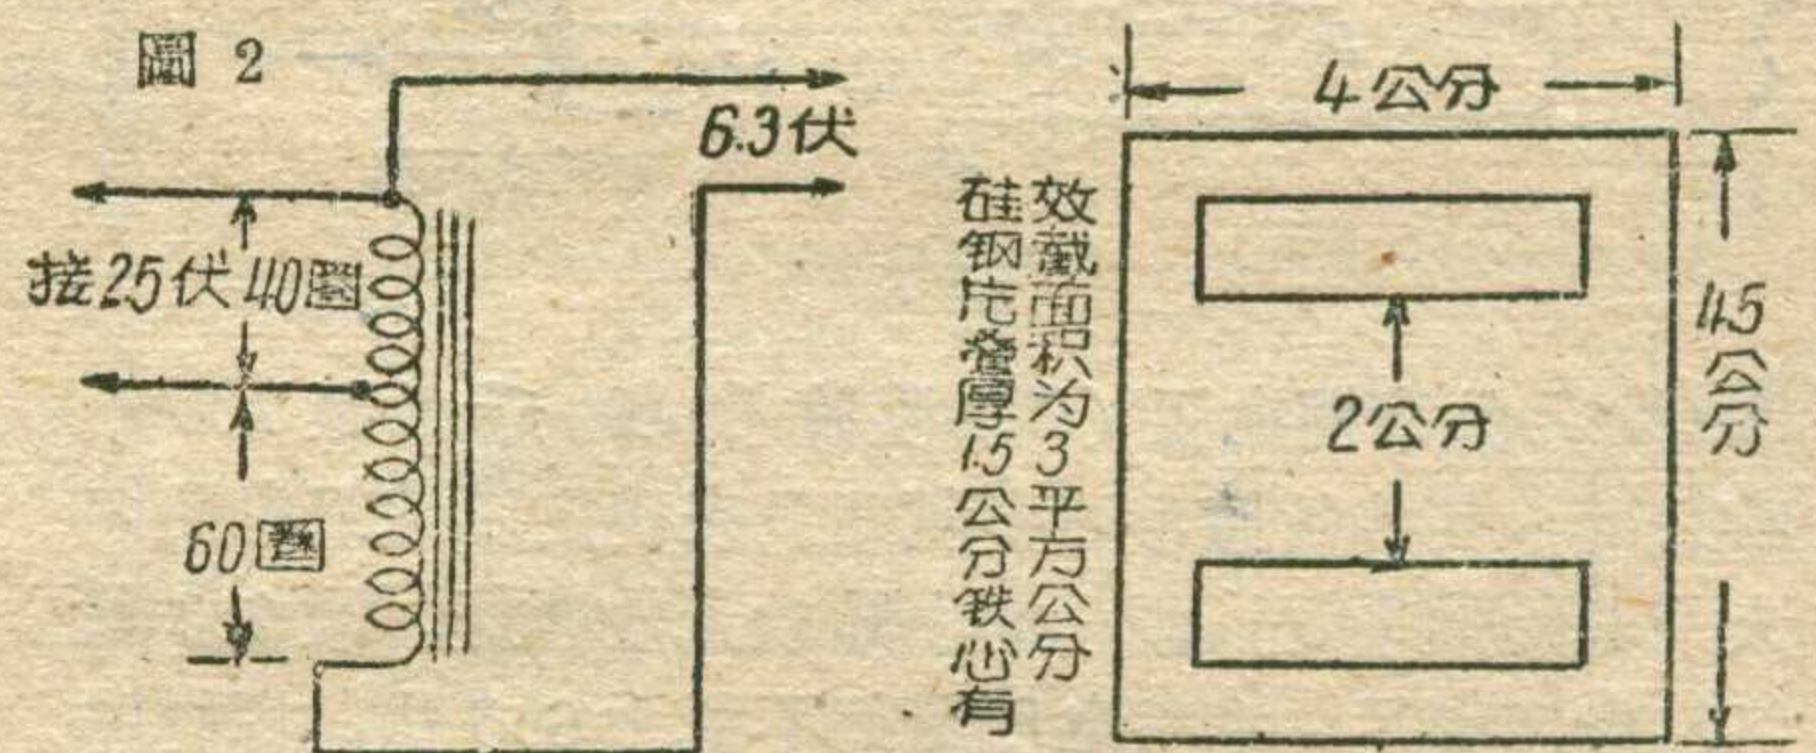 圖 2
6.3伏
接2.5伏
40圈
60圈
硅钢片叠厚1.5公分铁心有
效截面积为3平方公分
4公分
2公分
4.5公分